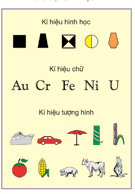 Kí hiệu hình học
Kí hiệu chữ
Au Cr Fe Ni U
Kí hiệu tượng hình